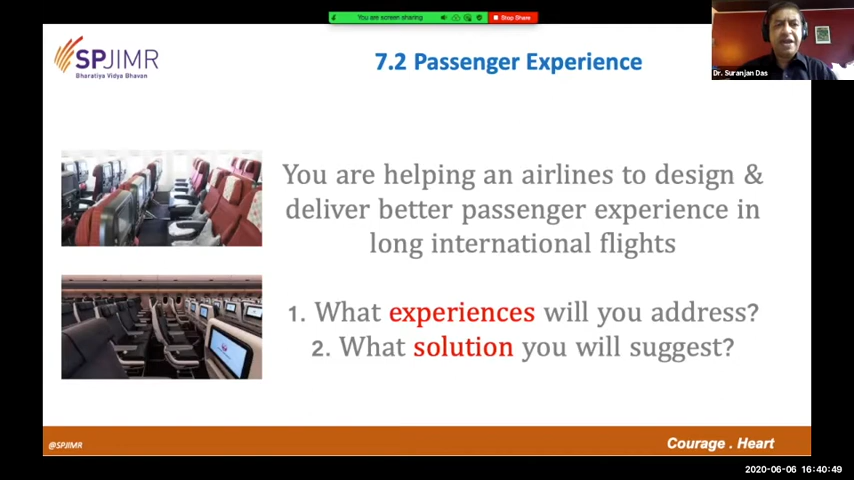 You are screen sharing
Stop Share
SPJIMR
Bharatiya Vidya Bhavan
7.2 Passenger Experience
Dr. Suranjan Das
You are helping an airlines to design &
deliver better passenger experience in
long international flights
1. What experiences will you address?
2. What solution you will suggest?
@SPJIMR
Courage . Heart
2020-06-06 16:40:49